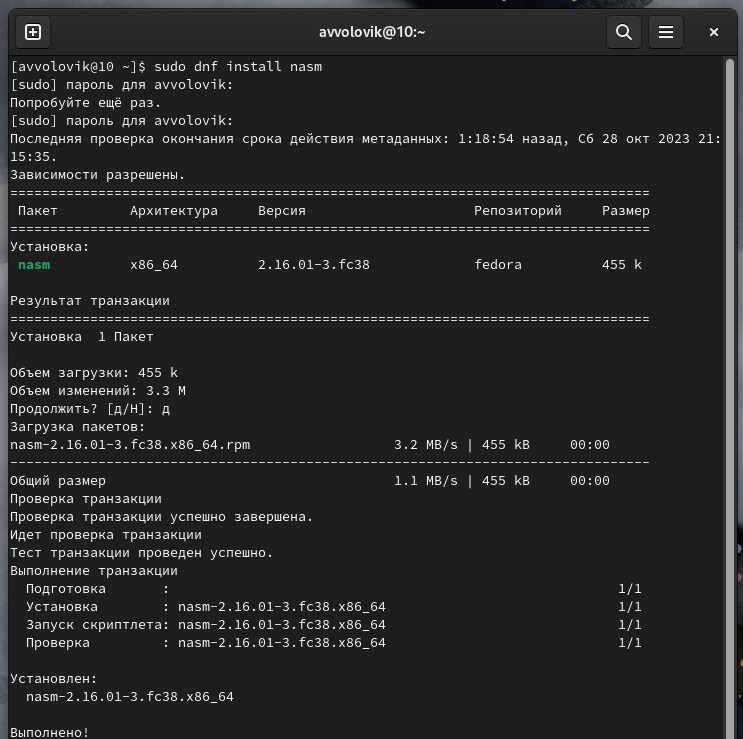 avvolovik@10:~
[avvolovik@10 ~]$ sudo dnf install nasm
[sudo] пароль для avvolovik:
Попробуйте ещё раз.
[sudo] пароль для avvolovik:
Последняя проверка окончания срока действия метаданных: 1:18:54 назад, Сб 28 окт 2023 21:
15:35.
Зависимости разрешены.
================================================================================
 Пакет         Архитектура     Версия                     Репозиторий     Размер
================================================================================
Установка:
 nasm          x86_64          2.16.01-3.fc38             fedora          455 k

Результат транзакции
================================================================================
Установка  1 Пакет

Объем загрузки: 455 k
Объем изменений: 3.3 M
Продолжить? [д/Н]: д
Загрузка пакетов:
nasm-2.16.01-3.fc38.x86_64.rpm                  3.2 MB/s | 455 kB     00:00
--------------------------------------------------------------------------------
Общий размер                                    1.1 MB/s | 455 kB     00:00
Проверка транзакции
Проверка транзакции успешно завершена.
Идет проверка транзакции
Тест транзакции проведен успешно.
Выполнение транзакции
  Подготовка       :                                                        1/1
  Установка        : nasm-2.16.01-3.fc38.x86_64                             1/1
  Запуск скриптлета: nasm-2.16.01-3.fc38.x86_64                             1/1
  Проверка         : nasm-2.16.01-3.fc38.x86_64                             1/1

Установлен:
  nasm-2.16.01-3.fc38.x86_64

Выполнено!